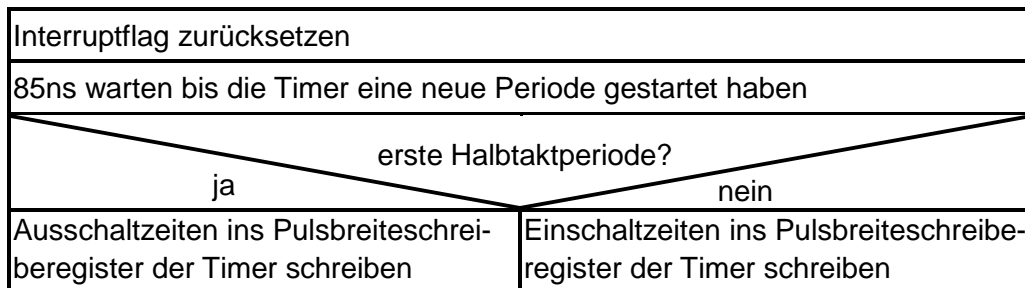 Interruptflag zurücksetzen
85ns warten bis die Timer eine neue Periode gestartet haben
erste Halbtaktperiode?
ja
nein
Ausschaltzeiten ins Pulsbreiteschrei-
beregister der Timer schreiben
Einschaltzeiten ins Pulsbreiteschreibe-
register der Timer schreiben